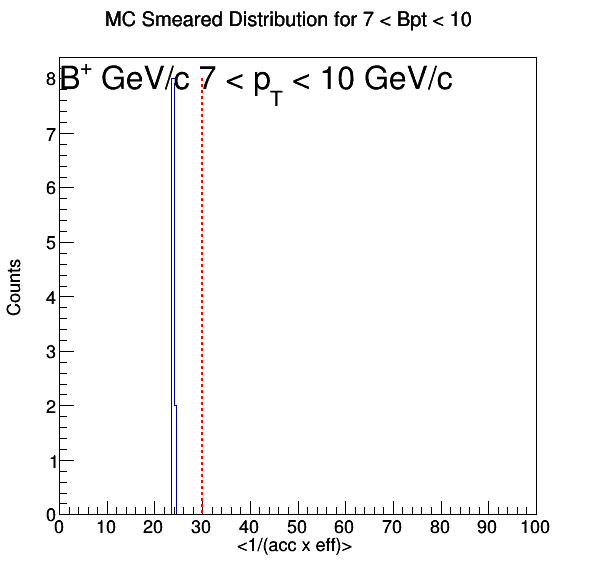 MC Smeared Distribution for 7 < Bpt < 10
B⁺ GeV/c 7 < p_T < 10 GeV/c
8
7
6
5
4
3
2
1
0
Counts
0 10 20 30 40 50 60 70 80 90 100
<1/(acc x eff)>